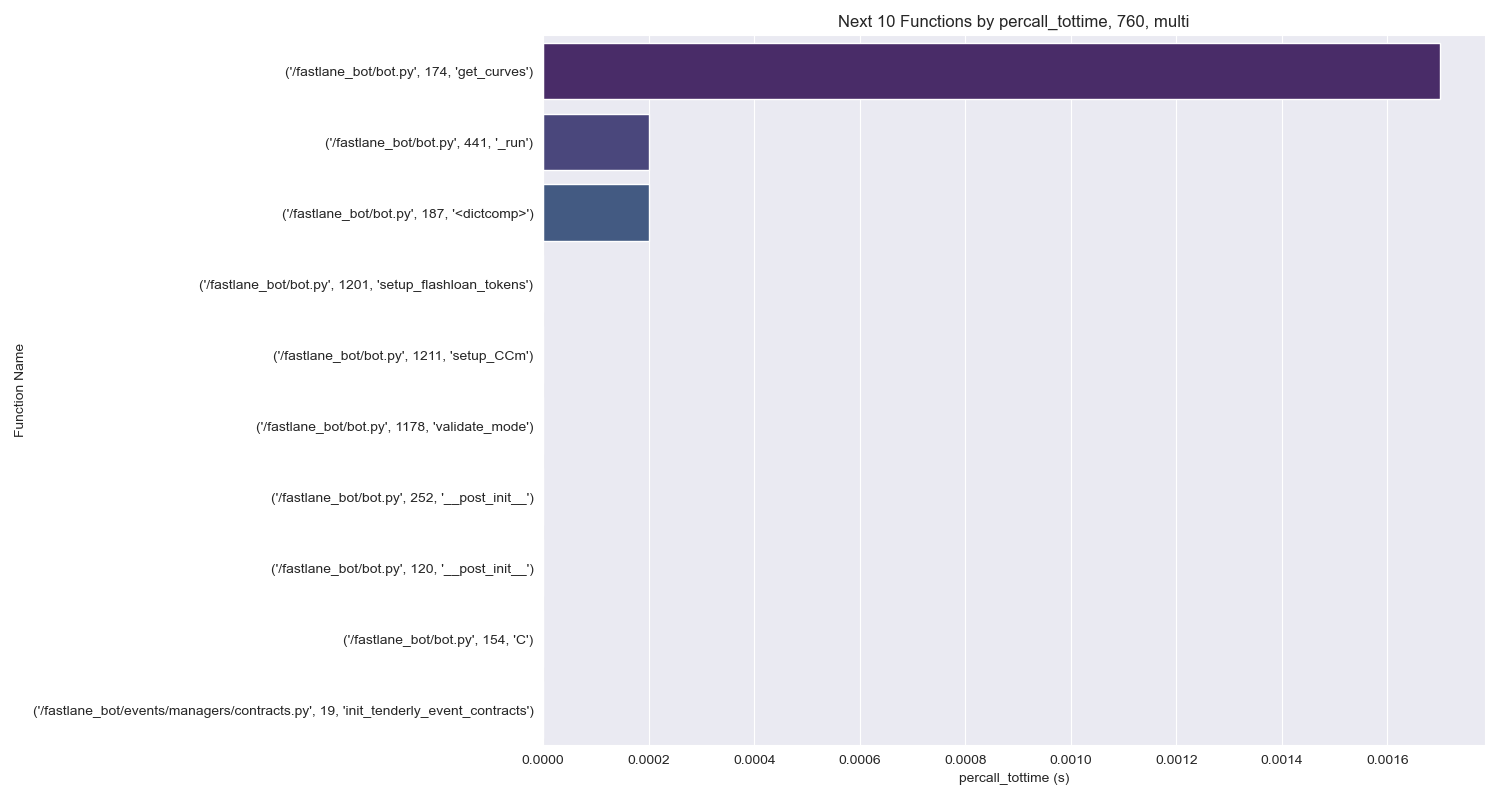 Next 10 Functions by percall_tottime, 760, multi
Function Name
('/fastlane_bot/bot.py', 174, 'get_curves')
('/fastlane_bot/bot.py', 441, '_run')
('/fastlane_bot/bot.py', 187, '<dictcomp>')
('/fastlane_bot/bot.py', 1201, 'setup_flashloan_tokens')
('/fastlane_bot/bot.py', 1211, 'setup_CCm')
('/fastlane_bot/bot.py', 1178, 'validate_mode')
('/fastlane_bot/bot.py', 252, '__post_init__')
('/fastlane_bot/bot.py', 120, '__post_init__')
('/fastlane_bot/bot.py', 154, 'C')
('/fastlane_bot/events/managers/contracts.py', 19, 'init_tenderly_event_contracts')
0.0000 0.0002 0.0004 0.0006 0.0008 0.0010 0.0012 0.0014 0.0016
percall_tottime (s)